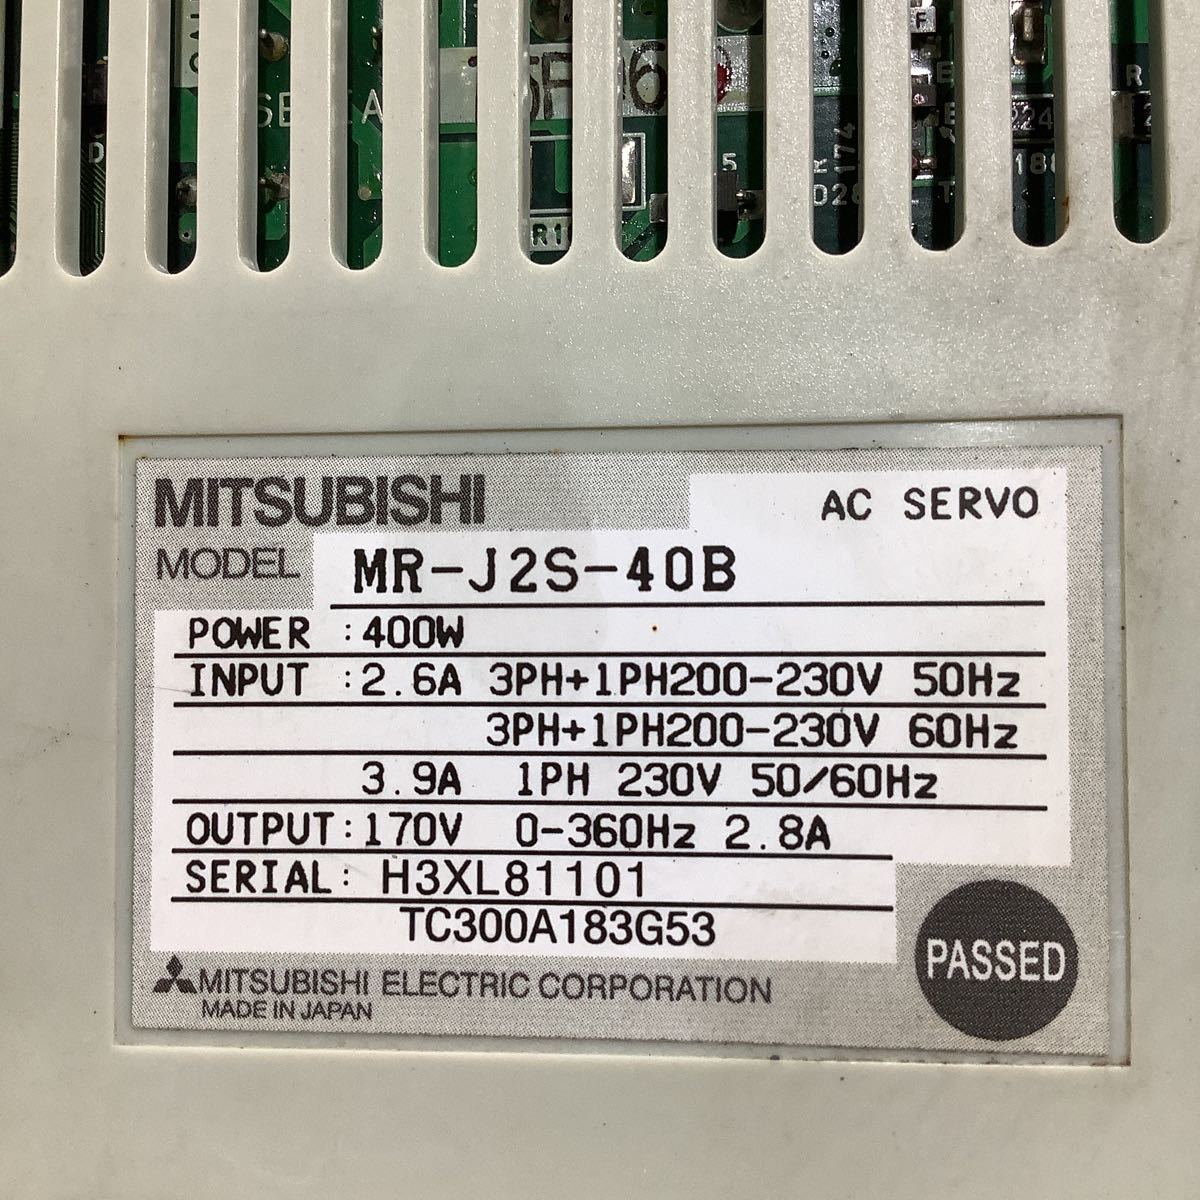 MITSUBISHI
AC SERVO
MODEL MR-J2S-40B
POWER :400W
INPUT :2.6A 3PH+1PH200-230V 50Hz
3PH+1PH200-230V 60Hz
3.9A 1PH 230V 50/60Hz
OUTPUT:170V 0-360Hz 2.8A
SERIAL: H3XL81101
TC300A183G53
PASSED
MITSUBISHI ELECTRIC CORPORATION
MADE IN JAPAN